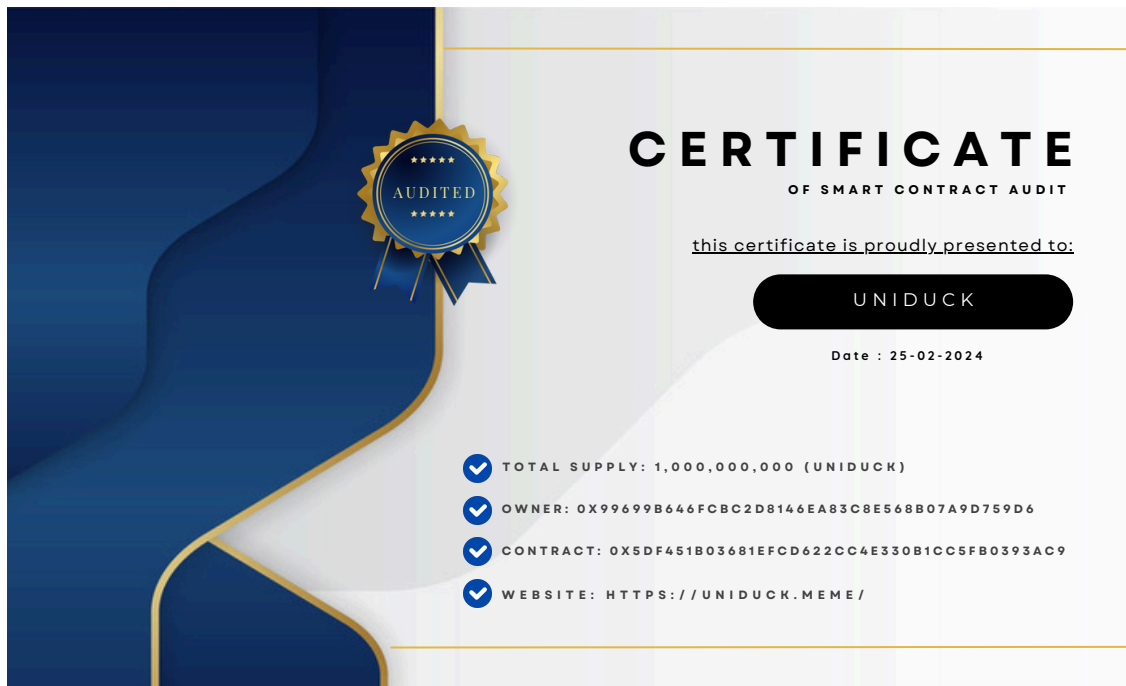 CERTIFICATE
OF SMART CONTRACT AUDIT
AUDITED
this certificate is proudly presented to:
UNIDUCK
Date : 25-02-2024
TOTAL SUPPLY: 1,000,000,000 (UNIDUCK)
OWNER: 0X99699B646FCBC2D8146EA83C8E568B07A9D759D6
CONTRACT: 0X5DF451B03681EFCD622CC4E330B1CC5FB0393AC9
WEBSITE: HTTPS://UNIDUCK.MEME/